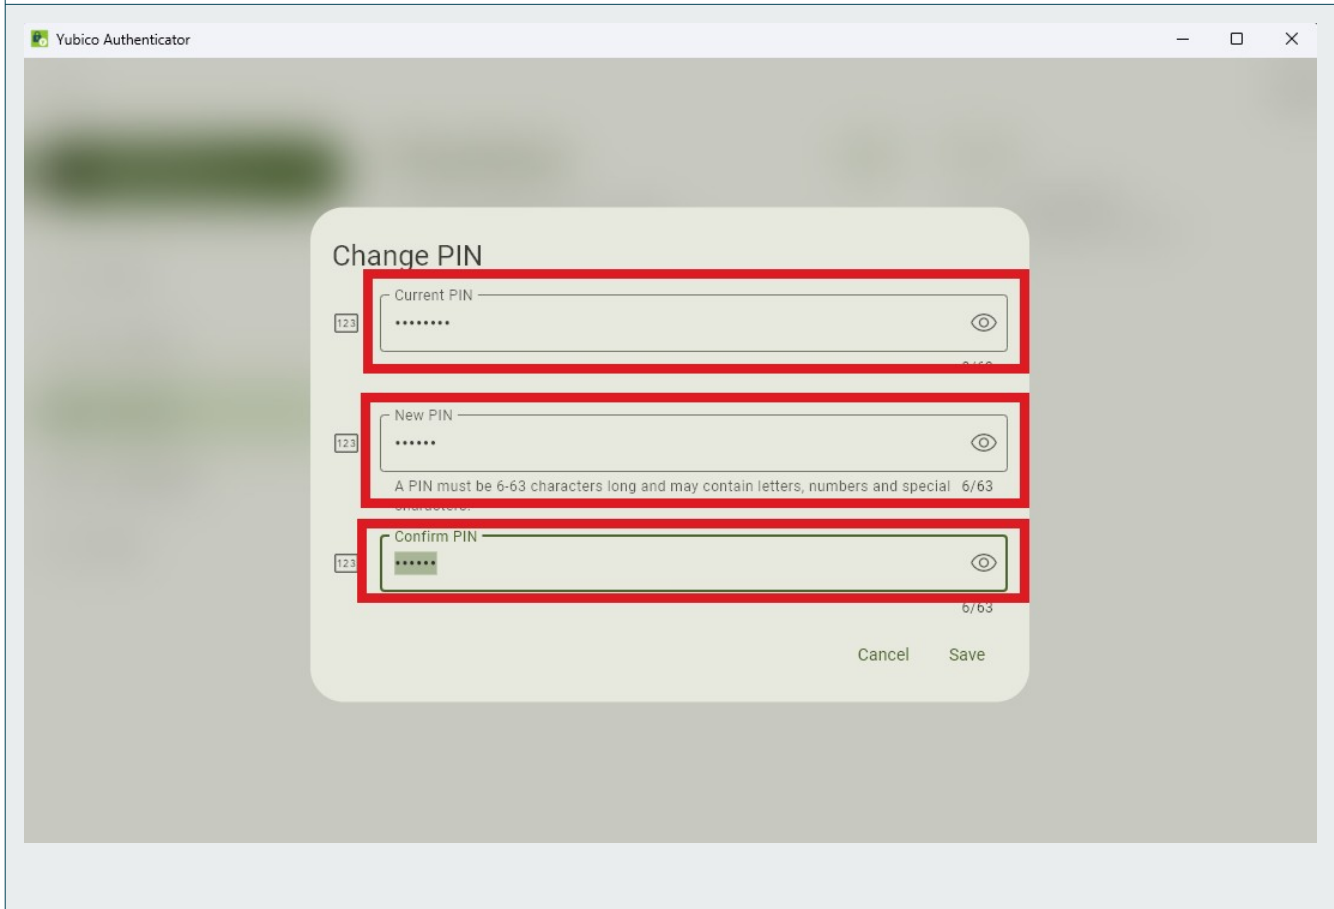 Yubico Authenticator
Change PIN
Current PIN
123
••••••••
New PIN
123
••••••
A PIN must be 6-63 characters long and may contain letters, numbers and special 6/63
Confirm PIN
123
••••••
6/63
Cancel Save